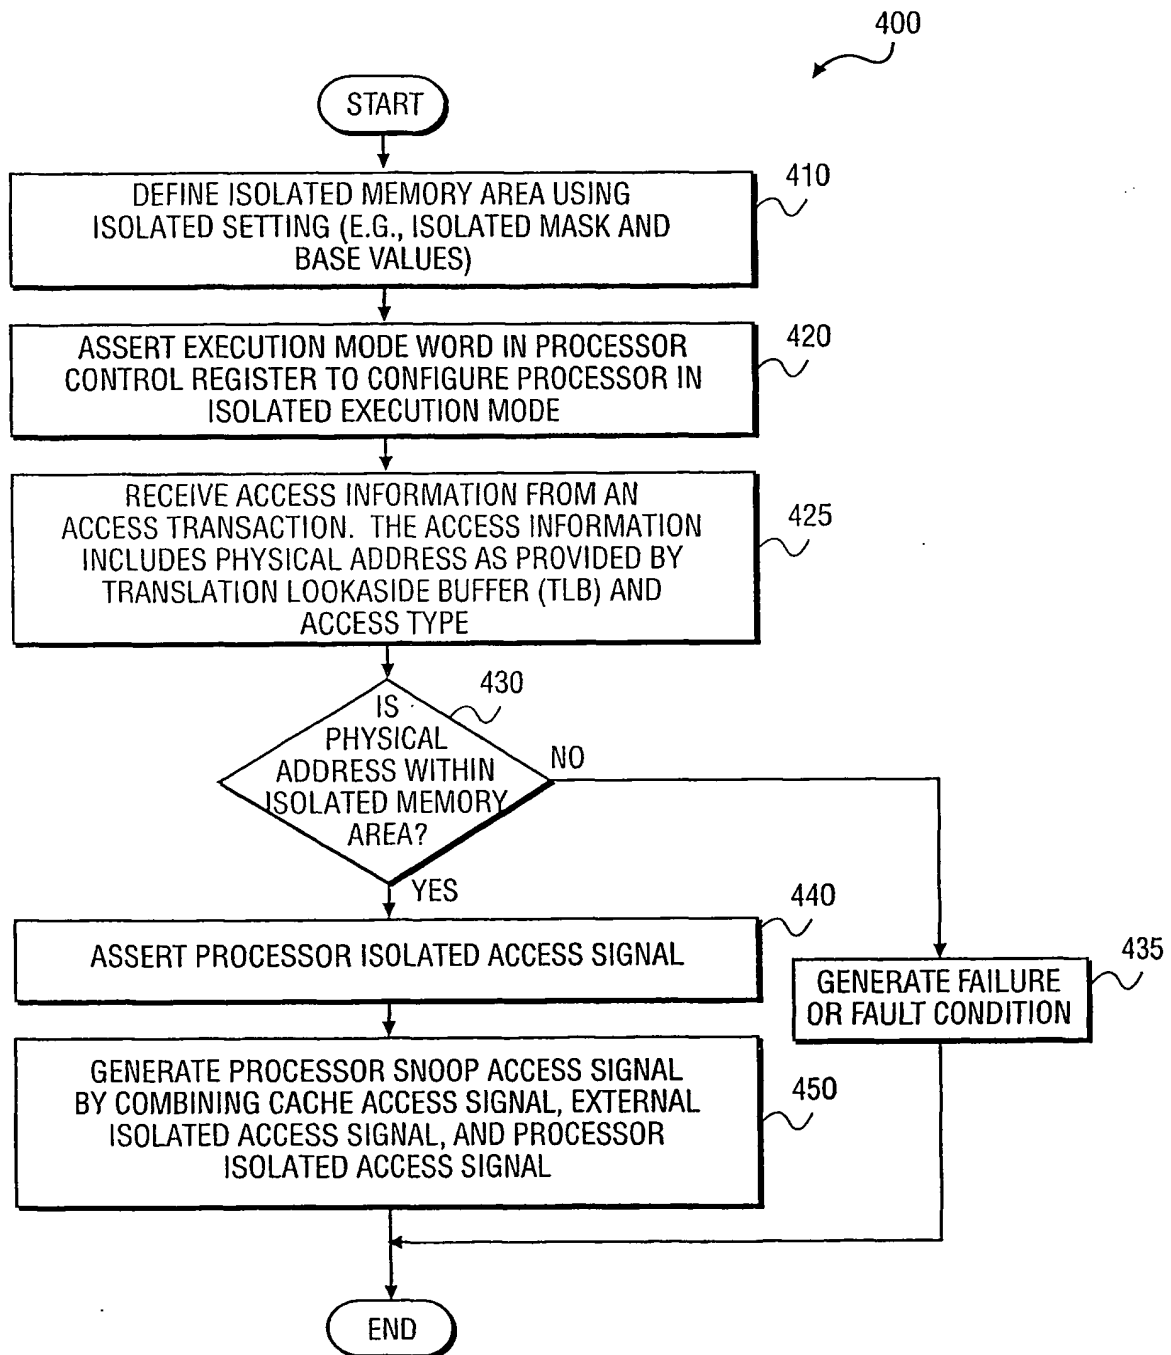 400
START
DEFINE ISOLATED MEMORY AREA USING
ISOLATED SETTING (E.G., ISOLATED MASK AND
BASE VALUES)
410
ASSERT EXECUTION MODE WORD IN PROCESSOR
CONTROL REGISTER TO CONFIGURE PROCESSOR IN
ISOLATED EXECUTION MODE
420
RECEIVE ACCESS INFORMATION FROM AN
ACCESS TRANSACTION. THE ACCESS INFORMATION
INCLUDES PHYSICAL ADDRESS AS PROVIDED BY
TRANSLATION LOOKASIDE BUFFER (TLB) AND
ACCESS TYPE
425
IS
PHYSICAL
ADDRESS WITHIN
ISOLATED MEMORY
AREA?
430
NO
YES
ASSERT PROCESSOR ISOLATED ACCESS SIGNAL
440
GENERATE FAILURE
OR FAULT CONDITION
435
GENERATE PROCESSOR SNOOP ACCESS SIGNAL
BY COMBINING CACHE ACCESS SIGNAL, EXTERNAL
ISOLATED ACCESS SIGNAL, AND PROCESSOR
ISOLATED ACCESS SIGNAL
450
END